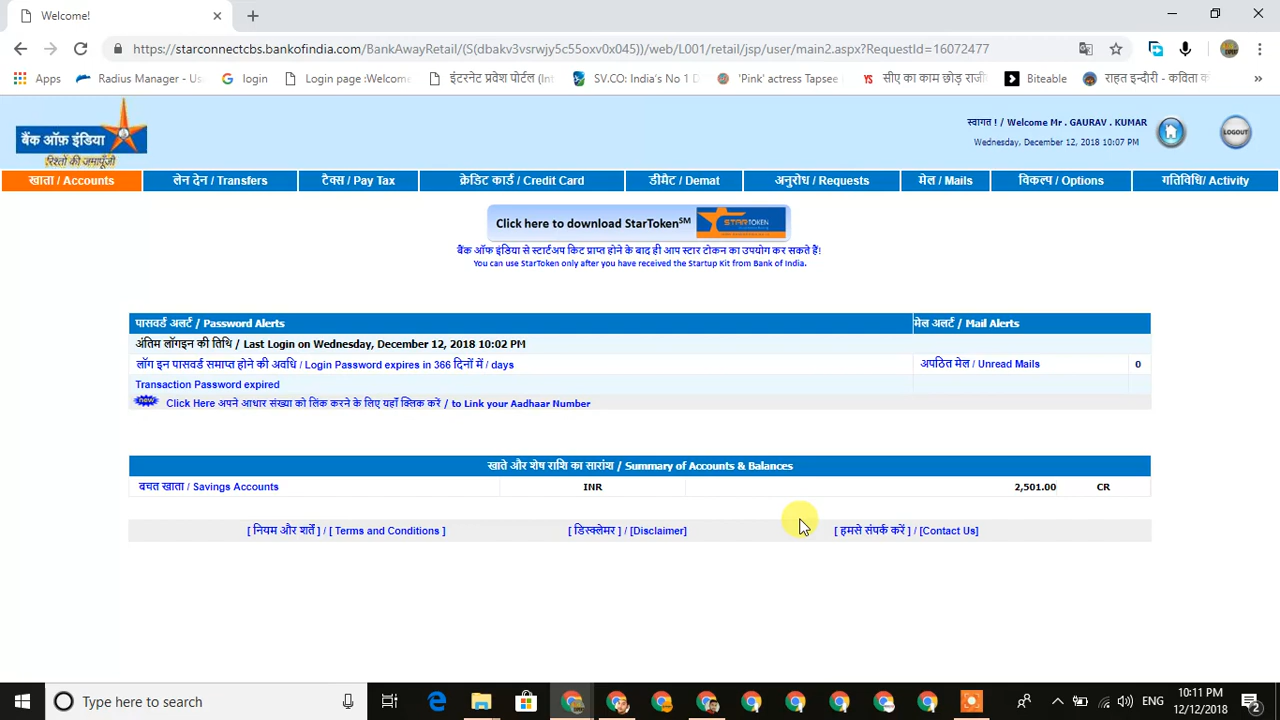 Welcome!
https://starconnectcbs.bankofindia.com/BankAwayRetail/(S(dbakv3vsrwjy5c55oxv0x045))/web/L001/retail/jsp/user/main2.aspx?RequestId=16072477
Apps Radius Manager - Us login Login page :Welcome इंटरनेट प्रवेश पोर्टल (Int SV.CO: India's No 1 D 'Pink' actress Tapsee YS सीए का काम छोड़ राजी Biteable राहत इन्दौरी - कविता क
बैंक ऑफ़ इंडिया
रिश्तों की जमापूँजी
स्वागत ! / Welcome Mr . GAURAV . KUMAR
Wednesday, December 12, 2018 10:07 PM
LOGOUT
खाता / Accounts लेन देन / Transfers टैक्स / Pay Tax क्रेडिट कार्ड / Credit Card डीमैट / Demat अनुरोध / Requests मेल / Mails विकल्प / Options गतिविधि/ Activity
Click here to download StarToken SM STAR TOKEN
बैंक ऑफ इंडिया से स्टार्टअप किट प्राप्त होने के बाद ही आप स्टार टोकन का उपयोग कर सकते हैं!
You can use StarToken only after you have received the Startup Kit from Bank of India.
पासवर्ड अलर्ट / Password Alerts मेल अलर्ट / Mail Alerts
अंतिम लॉगइन की तिथि / Last Login on Wednesday, December 12, 2018 10:02 PM
लॉग इन पासवर्ड समाप्त होने की अवधि / Login Password expires in 366 दिनों में / days अपठित मेल / Unread Mails 0
Transaction Password expired
Click Here अपने आधार संख्या को लिंक करने के लिए यहाँ क्लिक करें / to Link your Aadhaar Number
खाते और शेष राशि का सारांश / Summary of Accounts & Balances
बचत खाता / Savings Accounts INR 2,501.00 CR
[ नियम और शर्तें ] / [ Terms and Conditions ] [ डिस्क्लेमर ] / [Disclaimer] [ हमसे संपर्क करें ] / [Contact Us]
Type here to search ENG 10:11 PM
12/12/2018 2